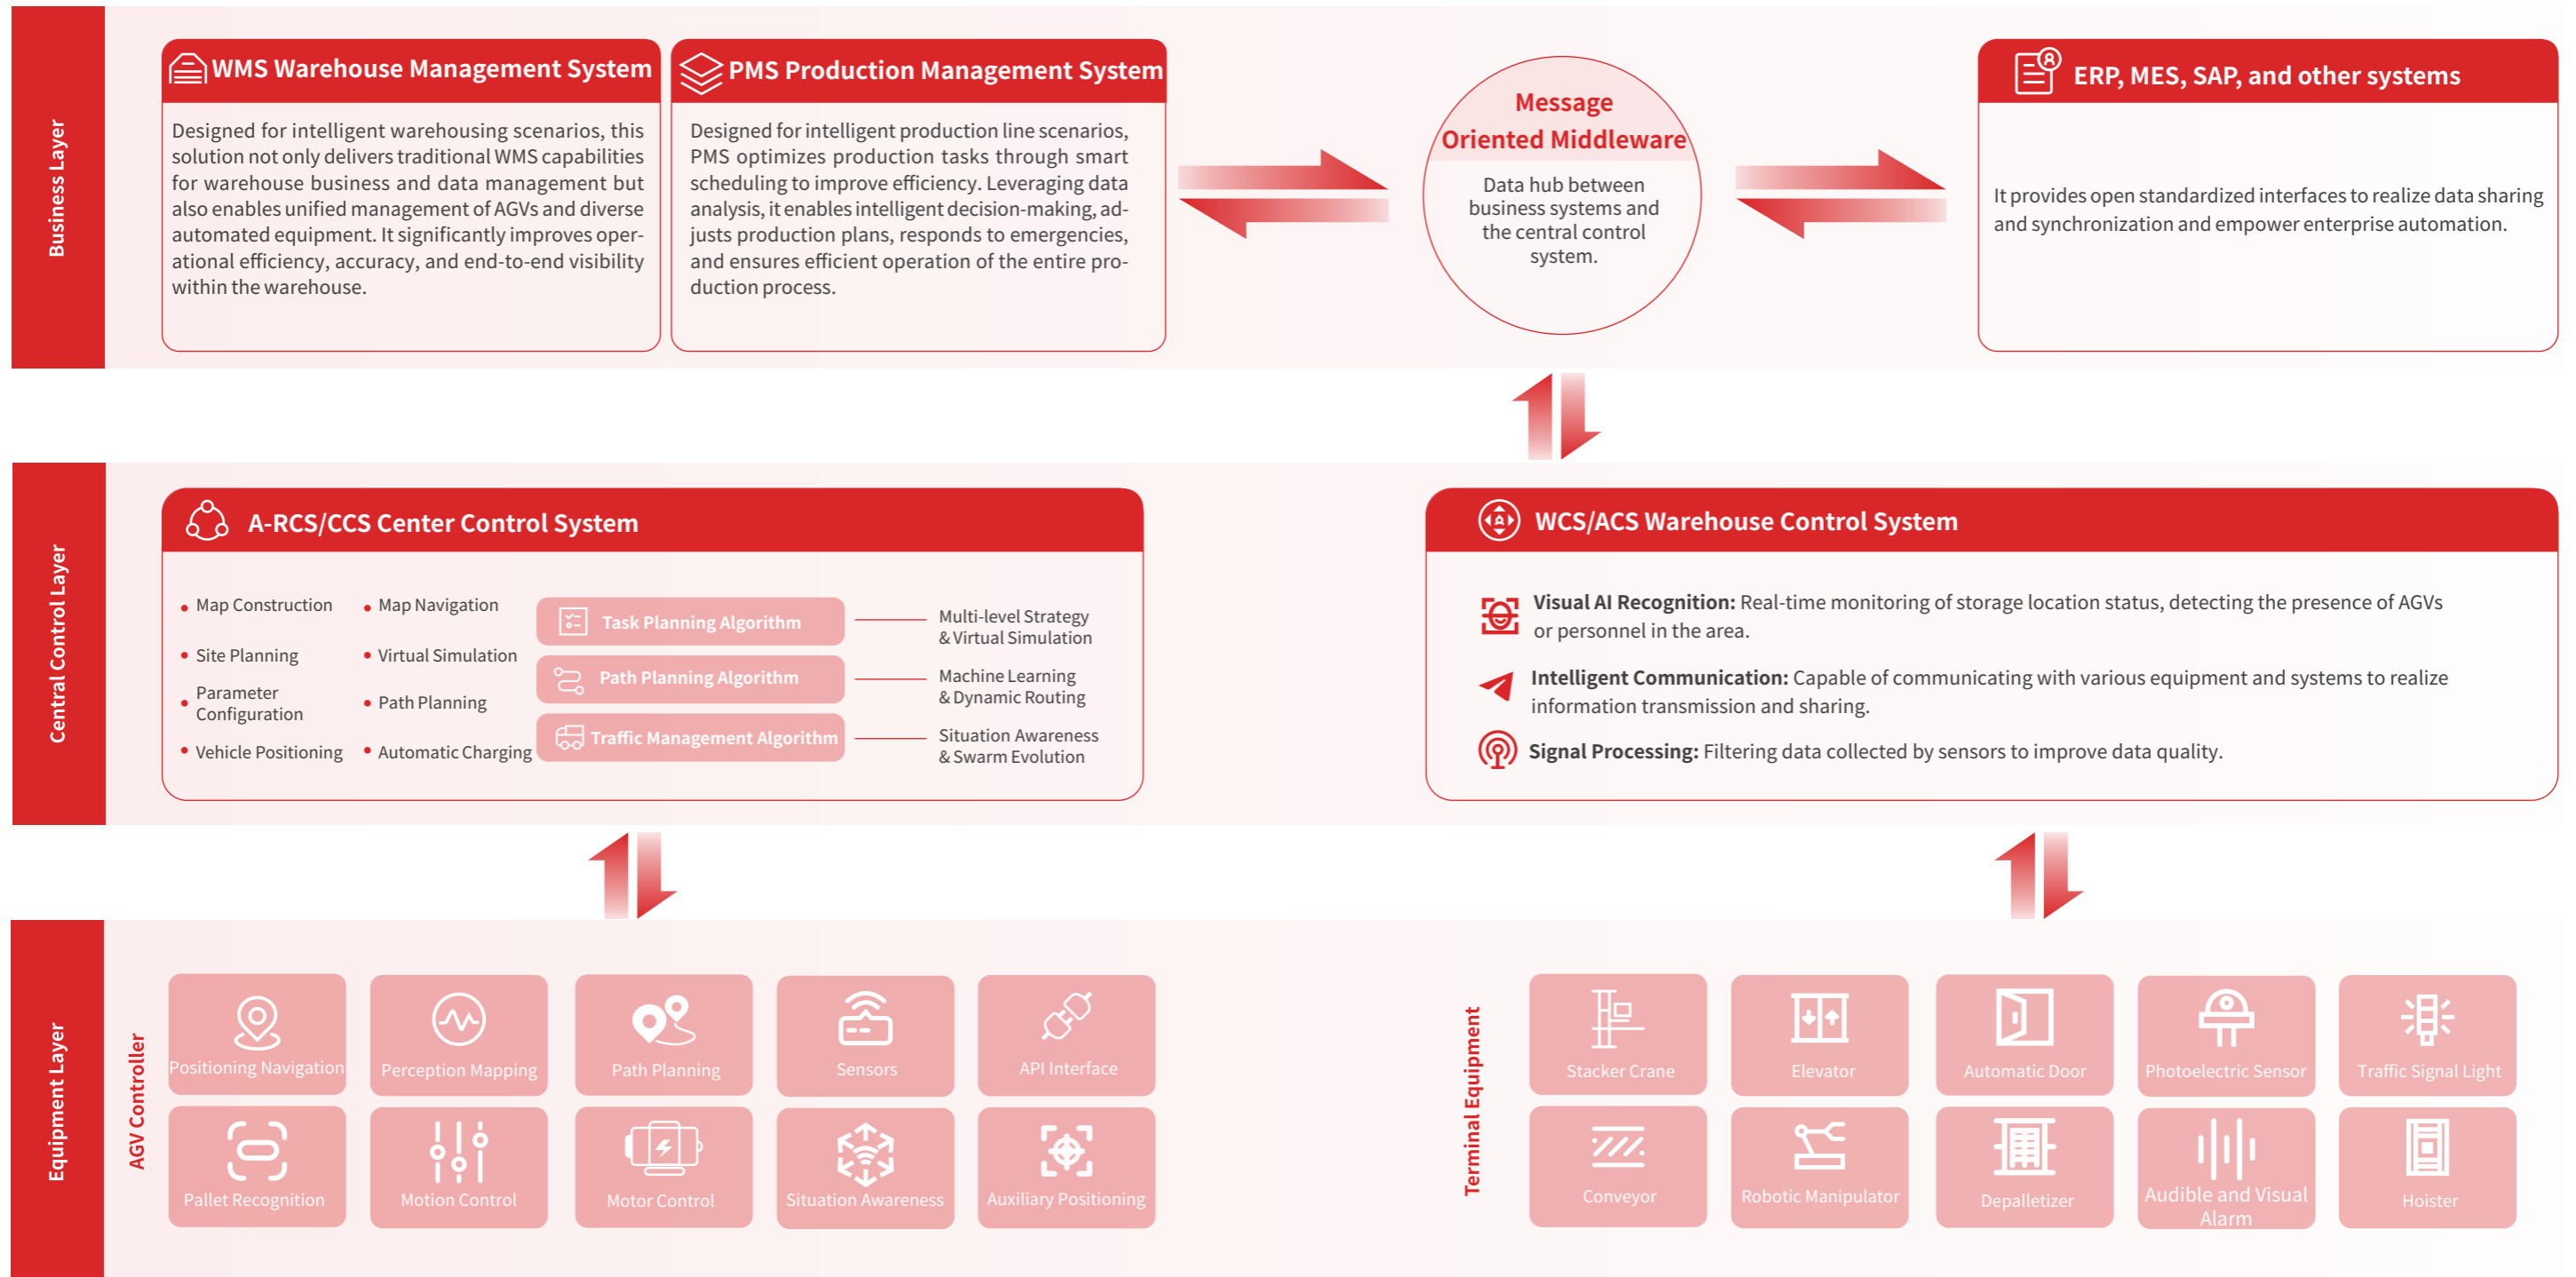 Business Layer
WMS Warehouse Management System
Designed for intelligent warehousing scenarios, this
solution not only delivers traditional WMS capabilities
for warehouse business and data management but
also enables unified management of AGVs and diverse
automated equipment. It significantly improves oper-
ational efficiency, accuracy, and end-to-end visibility
within the warehouse.
PMS Production Management System
Designed for intelligent production line scenarios,
PMS optimizes production tasks through smart
scheduling to improve efficiency. Leveraging data
analysis, it enables intelligent decision-making, ad-
justs production plans, responds to emergencies,
and ensures efficient operation of the entire pro-
duction process.
Message
Oriented Middleware
Data hub between
business systems and
the central control
system.
ERP, MES, SAP, and other systems
It provides open standardized interfaces to realize data sharing
and synchronization and empower enterprise automation.
Central Control Layer
A-RCS/CCS Center Control System
Map Construction
Site Planning
Parameter
Configuration
Vehicle Positioning
Map Navigation
Virtual Simulation
Path Planning
Automatic Charging
Task Planning Algorithm
Multi-level Strategy
& Virtual Simulation
Path Planning Algorithm
Machine Learning
& Dynamic Routing
Traffic Management Algorithm
Situation Awareness
& Swarm Evolution
WCS/ACS Warehouse Control System
Visual AI Recognition: Real-time monitoring of storage location status, detecting the presence of AGVs
or personnel in the area.
Intelligent Communication: Capable of communicating with various equipment and systems to realize
information transmission and sharing.
Signal Processing: Filtering data collected by sensors to improve data quality.
Equipment Layer
AGV Controller
Positioning Navigation
Perception Mapping
Path Planning
Sensors
API Interface
Pallet Recognition
Motion Control
Motor Control
Situation Awareness
Auxiliary Positioning
Terminal Equipment
Stacker Crane
Elevator
Automatic Door
Photoelectric Sensor
Traffic Signal Light
Conveyor
Robotic Manipulator
Depalletizer
Audible and Visual
Alarm
Hoister